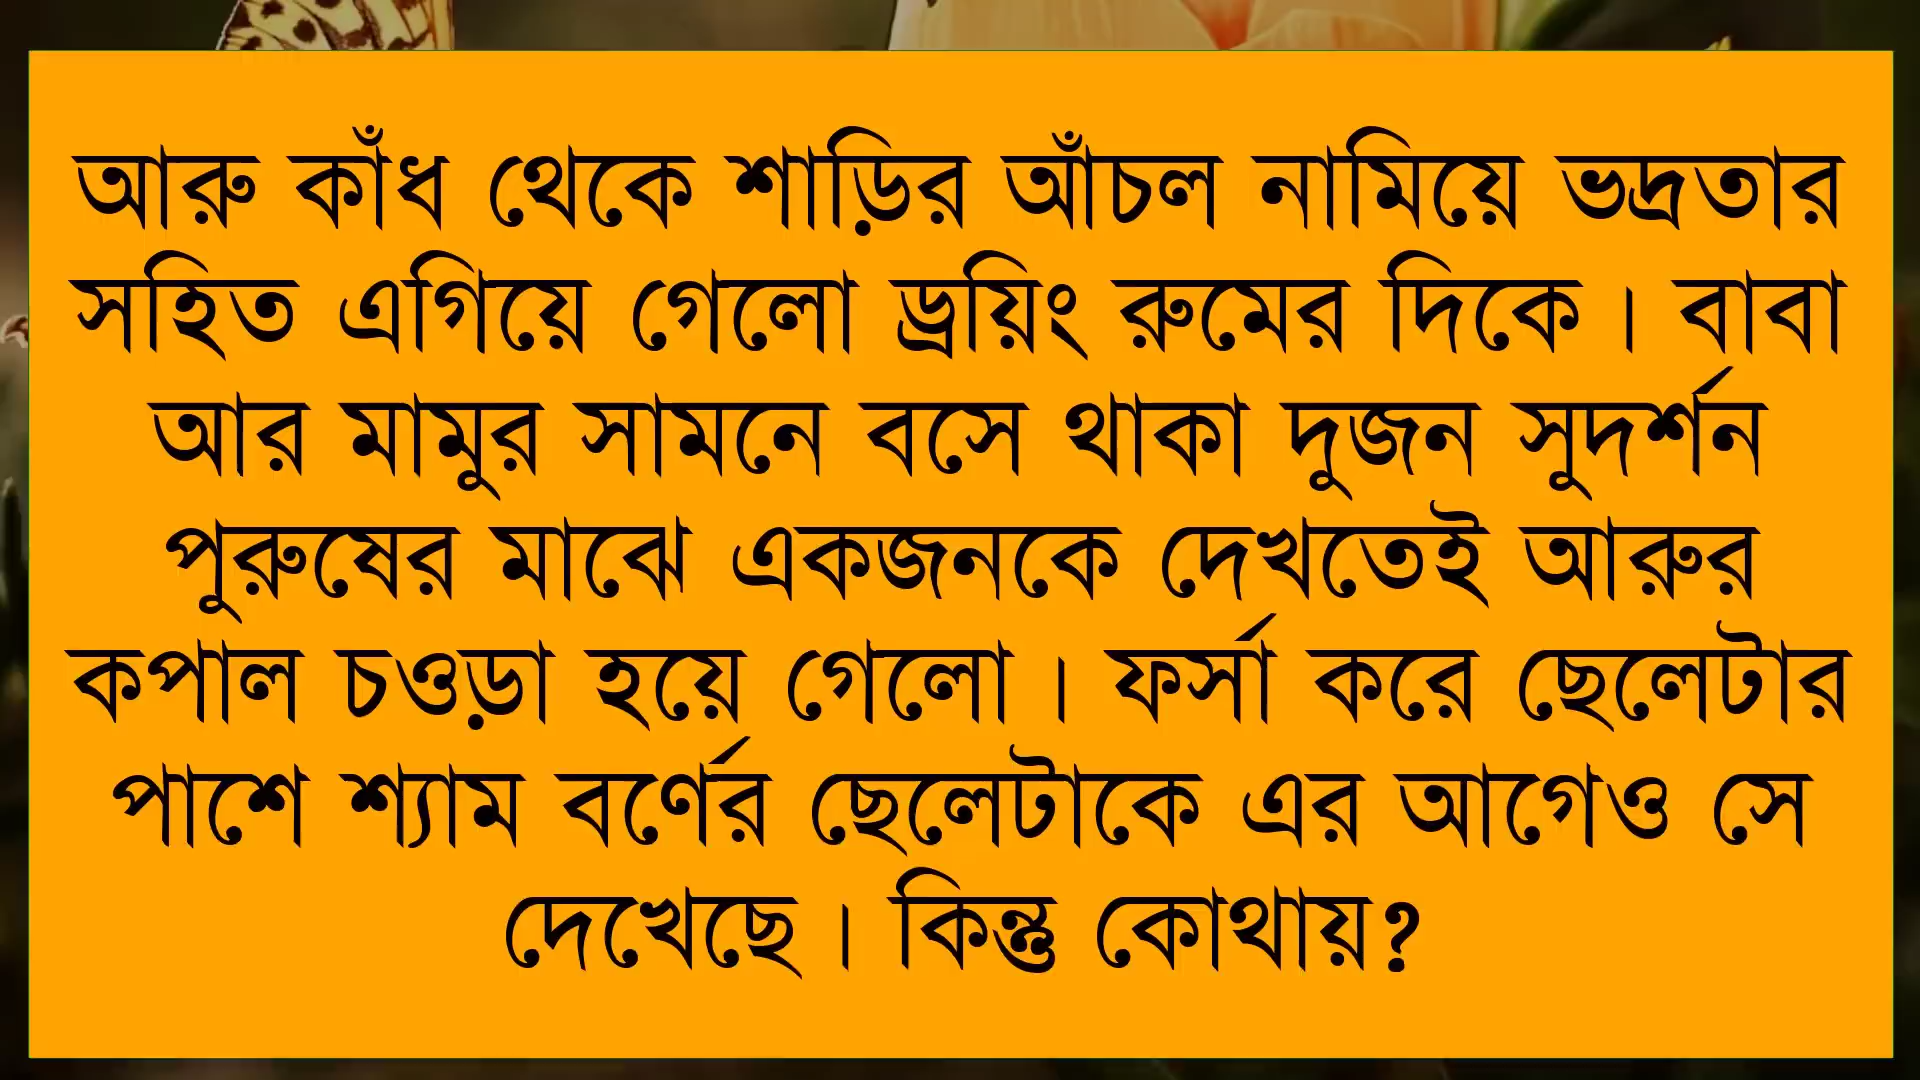 আরু কাঁধ থেকে শাড়ির আঁচল নামিয়ে ভদ্রতার
সহিত এগিয়ে গেলো ড্রয়িং রুমের দিকে। বাবা
আর মামুর সামনে বসে থাকা দুজন সুদর্শন
পুরুষের মাঝে একজনকে দেখতেই আরুর
কপাল চওড়া হয়ে গেলো। ফর্সা করে ছেলেটার
পাশে শ্যাম বর্ণের ছেলেটাকে এর আগেও সে
দেখেছে। কিন্তু কোথায়?